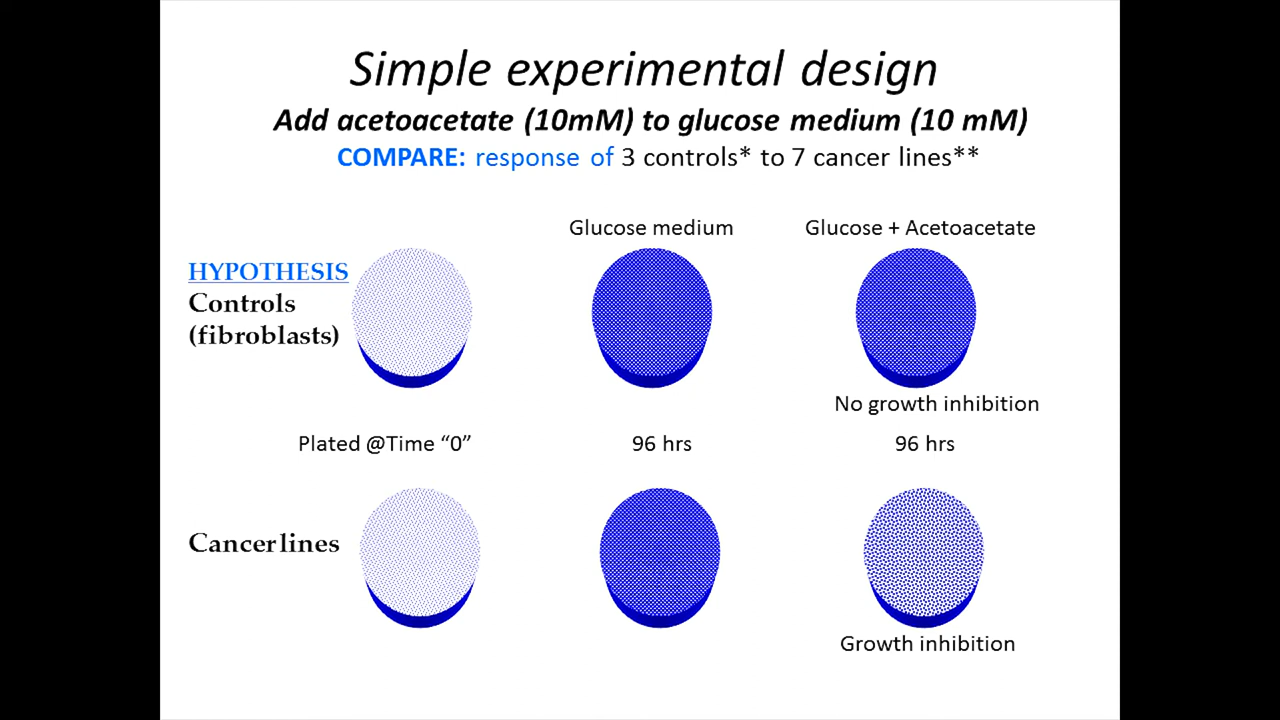 Simple experimental design
Add acetoacetate (10mM) to glucose medium (10 mM)
COMPARE: response of 3 controls* to 7 cancer lines**
Glucose medium
Glucose + Acetoacetate
HYPOTHESIS
Controls
(fibroblasts)
No growth inhibition
Plated @Time “0”
96 hrs
96 hrs
Cancer lines
Growth inhibition